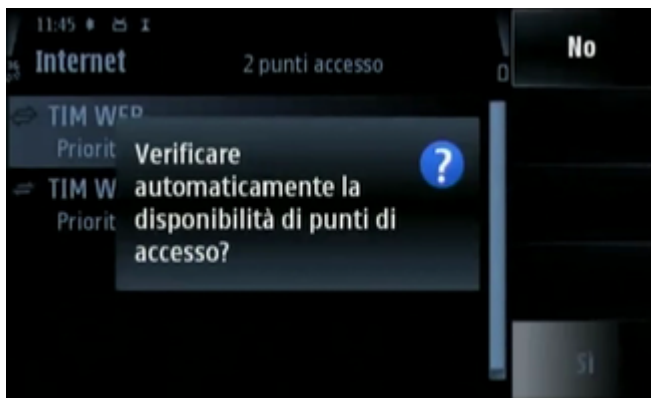 11:45
Internet
2 punti accesso
No
TIM WEB
Priorit
Verificare
automaticamente la
disponibilità di punti di
accesso?
TIM W
Priorit
Sì